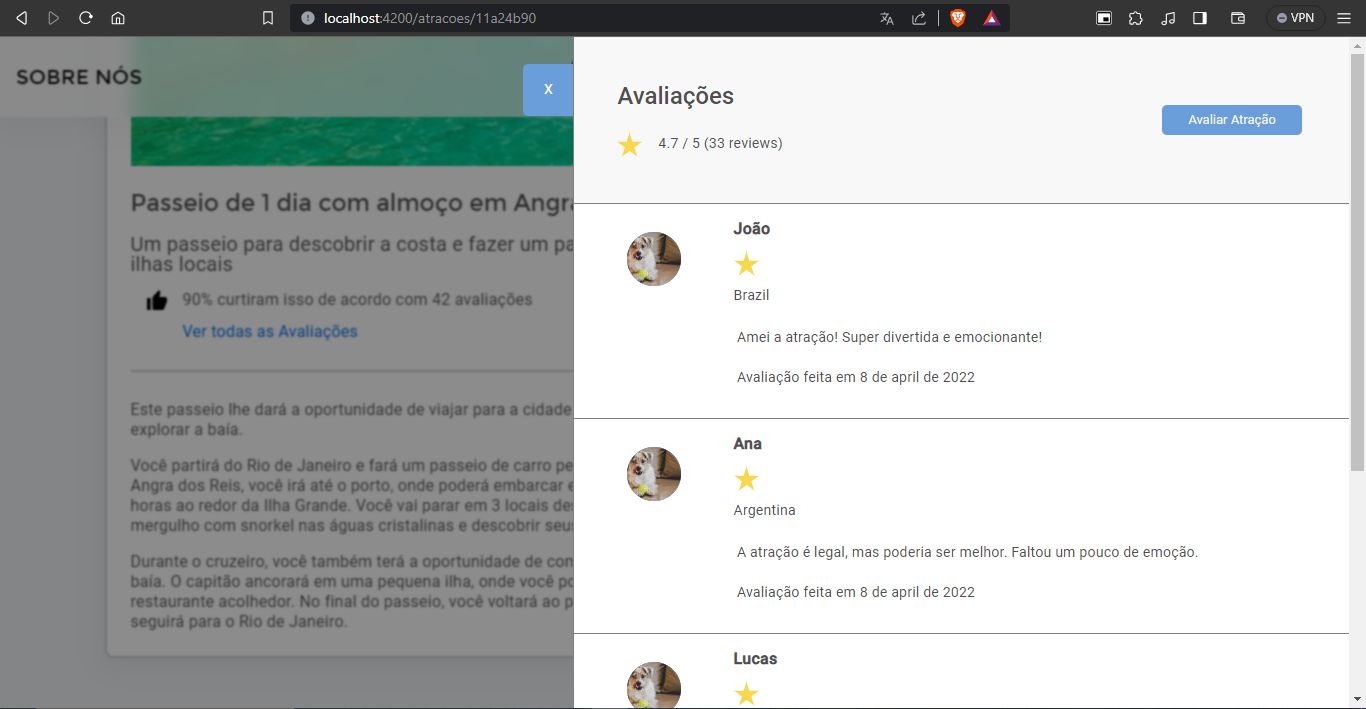 localhost:4200/atracoes/11a24b90
VPN
SOBRE NÓS
X
Passeio de 1 dia com almoço em Angra
Um passeio para descobrir a costa e fazer um
ilhas locais
90% curtiram isso de acordo com 42 avaliações
Ver todas as Avaliações
Este passeio lhe dará a oportunidade de viajar para a cidade
explorar a baía.
Você partirá do Rio de Janeiro e fará um passeio de carro
Angra dos Reis, você irá até o porto, onde poderá embarcar
horas ao redor da Ilha Grande. Você vai parar em 3 locais
mergulho com snorkel nas águas cristalinas e descobrir
Durante o cruzeiro, você também terá a oportunidade de
baía. O capitão ancorará em uma pequena ilha, onde você
restaurante acolhedor. No final do passeio, você voltará ao
seguirá para o Rio de Janeiro.
Avaliações
4.7 / 5 (33 reviews)
Avaliar Atração
João
Brazil
Amei a atração! Super divertida e emocionante!
Avaliação feita em 8 de april de 2022
Ana
Argentina
A atração é legal, mas poderia ser melhor. Faltou um pouco de emoção.
Avaliação feita em 8 de april de 2022
Lucas